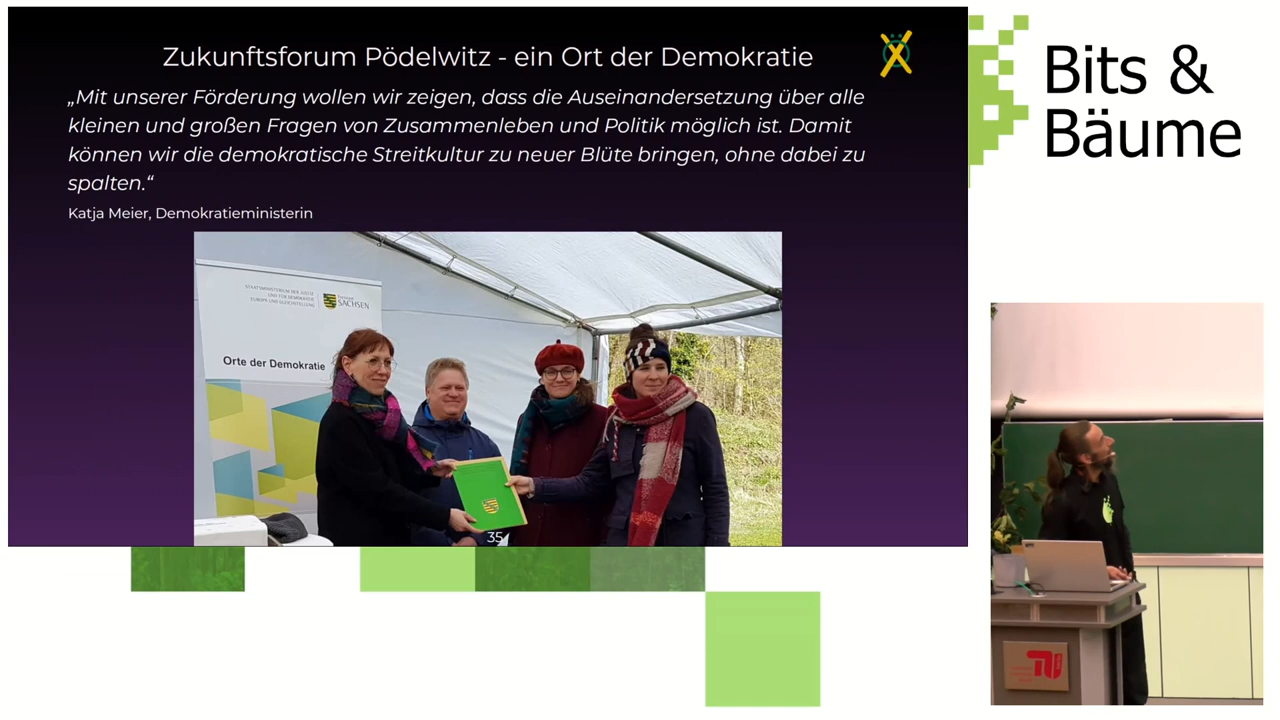 Zukunftsforum Pödelwitz - ein Ort der Demokratie
„Mit unserer Förderung wollen wir zeigen, dass die Auseinandersetzung über alle
kleinen und großen Fragen von Zusammenleben und Politik möglich ist. Damit
können wir die demokratische Streitkultur zu neuer Blüte bringen, ohne dabei zu
spalten.“
Katja Meier, Demokratieministerin
STAATSMINISTERIUM DER JUSTIZ
UND FÜR DEMOKRATIE
EUROPA UND GLEICHSTELLUNG
Freistaat
SACHSEN
Orte der Demokratie
35
Bits &
Bäume